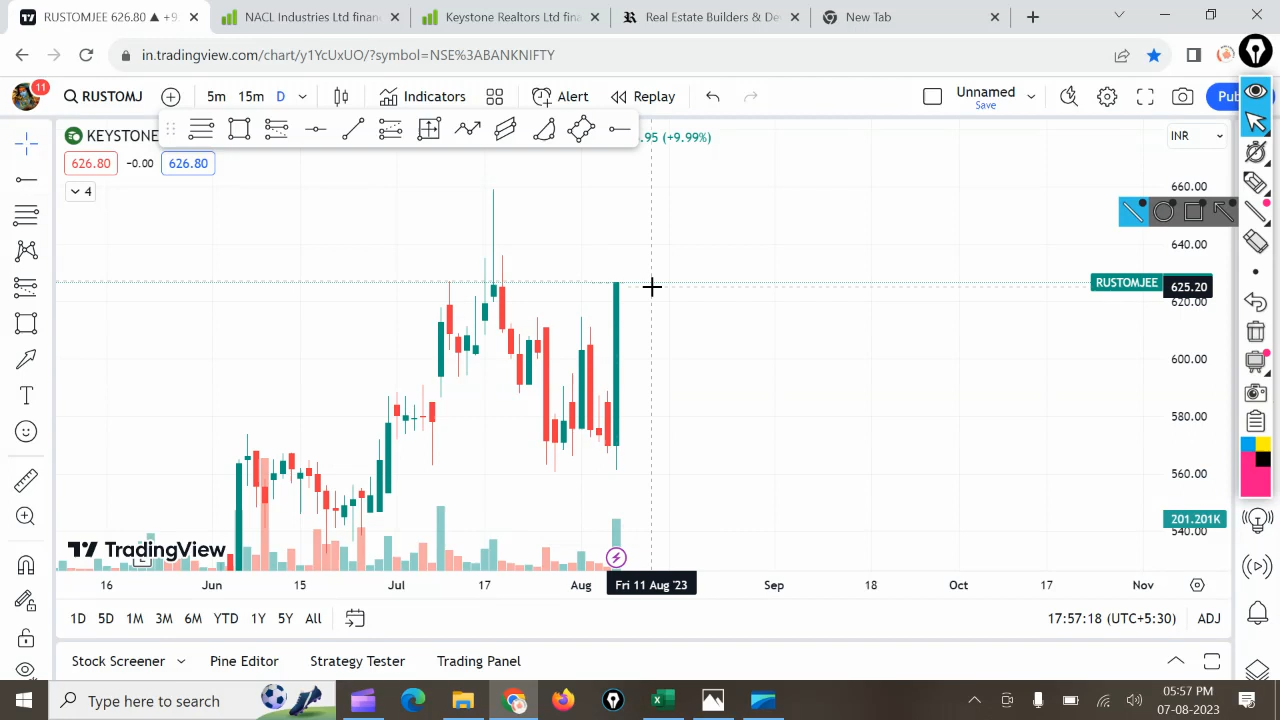 RUSTOMJEE 626.80 ▲ +9
NACL Industries Ltd finan
Keystone Realtors Ltd fina
Real Estate Builders & De
New Tab
in.tradingview.com/chart/y1YcUxUO/?symbol=NSE%3ABANKNIFTY
11
RUSTOMJ
5m
15m
D
Indicators
Alert
Replay
Unnamed
Save
Pub
KEYSTONE
.95 (+9.99%)
INR
626.80
-0.00
626.80
4
660.00
640.00
RUSTOMJEE
625.20
620.00
600.00
580.00
560.00
201.201K
540.00
TradingView
16
Jun
15
Jul
17
Aug
Fri 11 Aug '23
Sep
18
Oct
17
Nov
1D
5D
1M
3M
6M
YTD
1Y
5Y
All
17:57:18 (UTC+5:30)
ADJ
Stock Screener
Pine Editor
Strategy Tester
Trading Panel
Type here to search
05:57 PM
07-08-2023